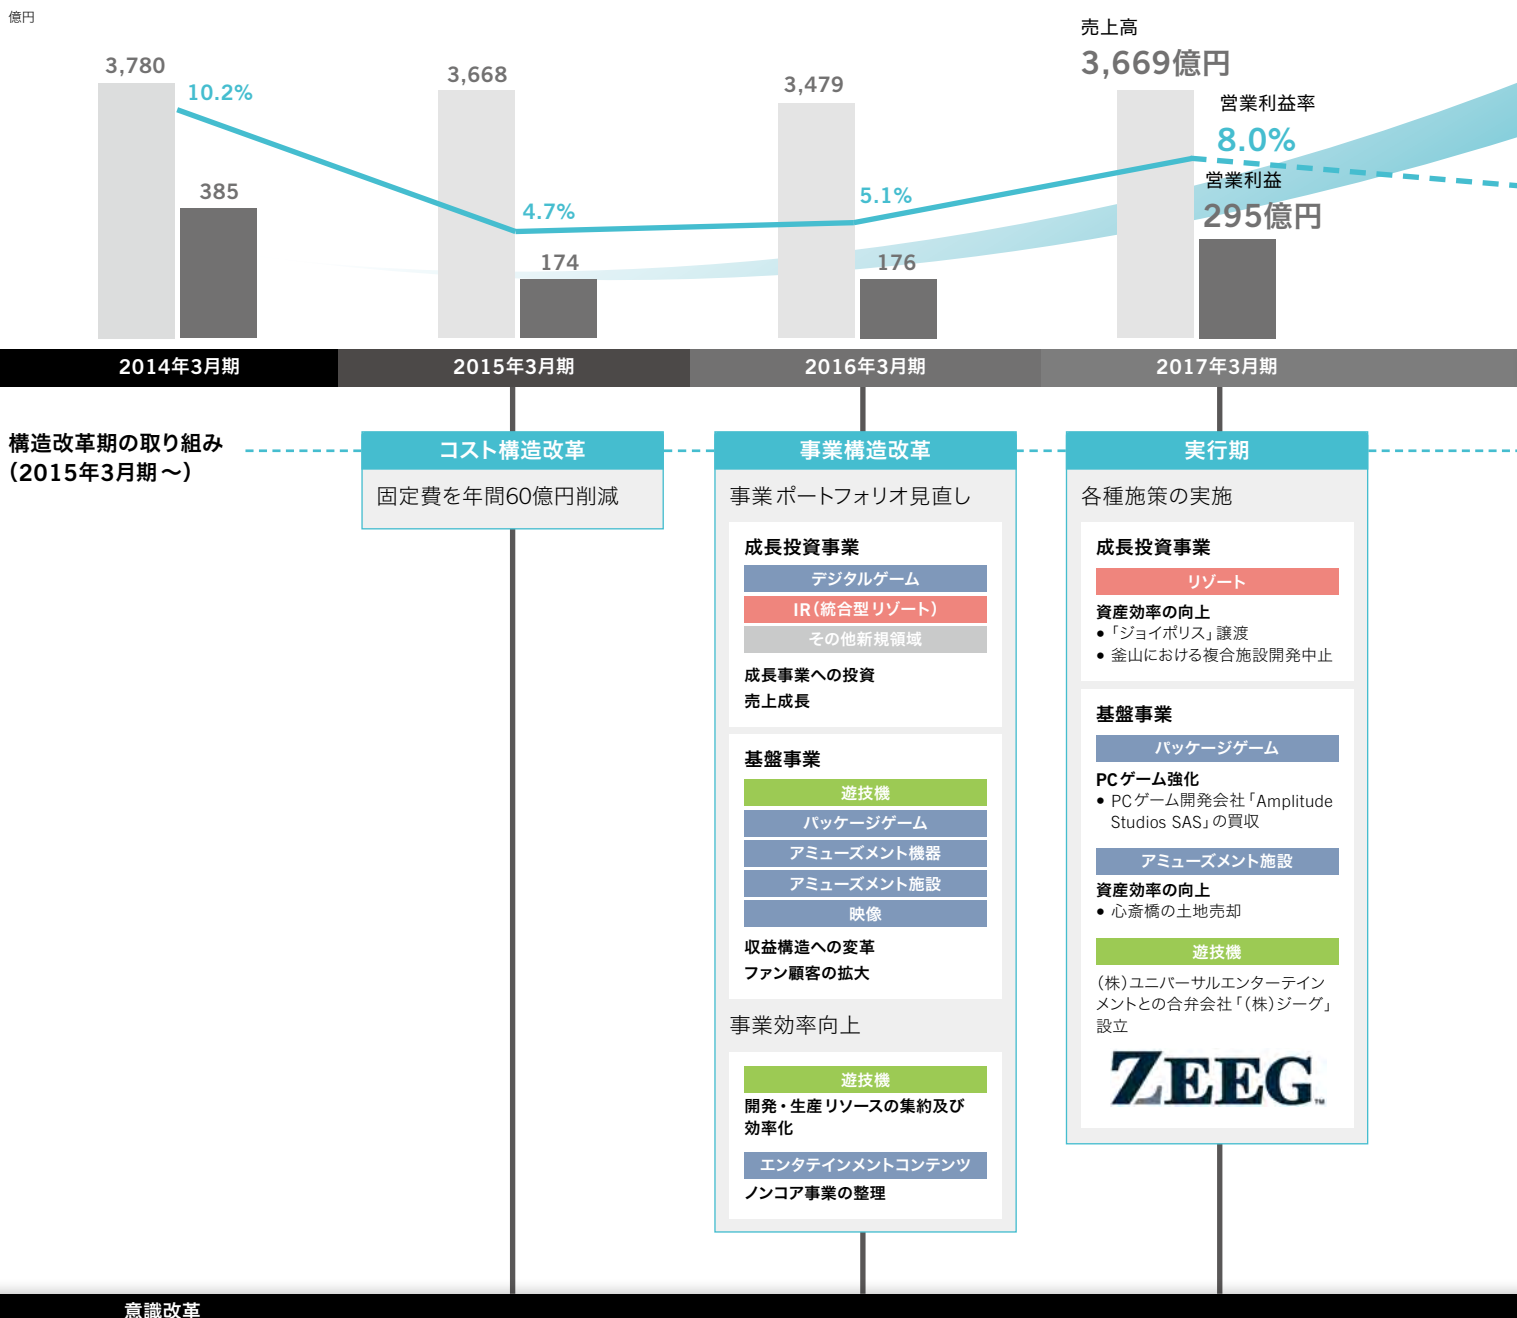 億円
3,780
10.2%
385
3,668
4.7%
174
3,479
5.1%
176
売上高
3,669億円
営業利益率
8.0%
営業利益
295億円
2014年3月期
2015年3月期
2016年3月期
2017年3月期
構造改革期の取り組み
（2015年3月期～）
コスト構造改革
固定費を年間60億円削減
事業構造改革
事業ポートフォリオ見直し
成長投資事業
デジタルゲーム
IR（統合型リゾート）
その他新規領域
成長事業への投資
売上成長
基盤事業
遊技機
パッケージゲーム
アミューズメント機器
アミューズメント施設
映像
収益構造への変革
ファン顧客の拡大
事業効率向上
遊技機
開発・生産リソースの集約及び
効率化
エンタテインメントコンテンツ
ノンコア事業の整理
実行期
各種施策の実施
成長投資事業
リゾート
資産効率の向上
● 「ジョイポリス」譲渡
● 釜山における複合施設開発中止
基盤事業
パッケージゲーム
PCゲーム強化
● PCゲーム開発会社「Amplitude
Studios SAS」の買収
アミューズメント施設
資産効率の向上
● 心斎橋の土地売却
遊技機
（株）ユニバーサルエンターテイン
メントとの合弁会社「（株）ジーグ」
設立
ZEEG™
意識改革